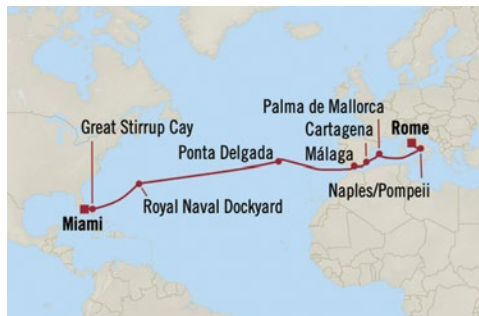 Palma de Mallorca
Great Stirrup Cay
Cartagena
Rome
Ponta Delgada
Málaga
Naples/Pompeii
Royal Naval Dockyard
Miami